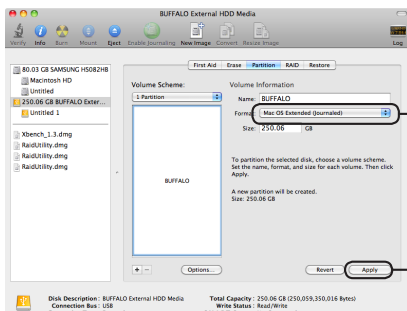 BUFFALO External HDD Media
Verify Info Burn Mount Eject Enable Journaling New Image Convert Resize Image Log
First Aid Erase Partition RAID Restore
80.03 GB SAMSUNG HS082HB
Macintosh HD
Untitled
250.06 GB BUFFALO Exter...
Untitled 1
Xbench_1.3.dmg
RaidUtility.dmg
RaidUtility.dmg
RaidUtility.dmg
Volume Scheme:
1 Partition
BUFFALO
+ - Options...
Volume Information
Name: BUFFALO
Format: Mac OS Extended (Journaled)
Size: 250.06 GB
To partition the selected disk, choose a volume scheme.
Set the name, format, and size for each volume. Then click
Apply.
A new partition will be created.
Size: 250.06 GB
Revert Apply
Disk Description : BUFFALO External HDD Media Total Capacity : 250.06 GB (250,059,350,016 Bytes)
Connection Bus : USB Write Status : Read/Write